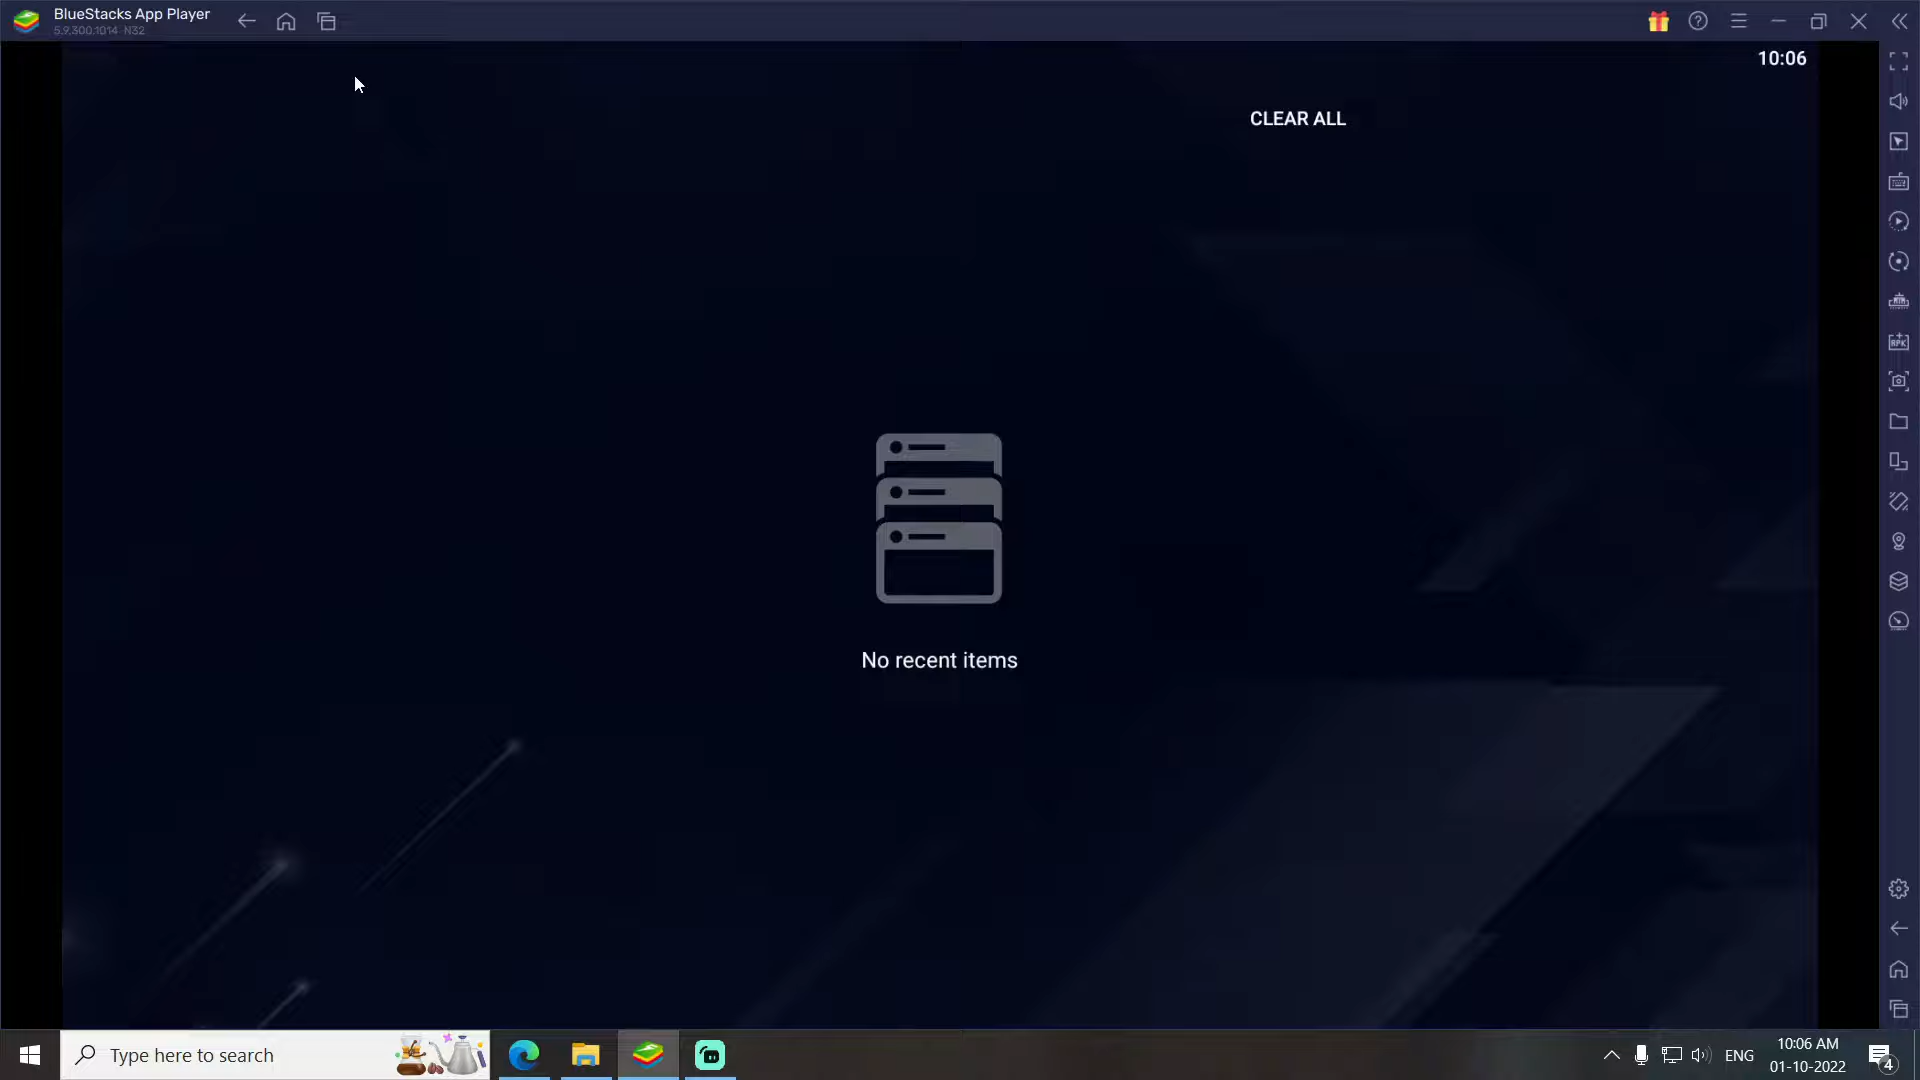 BlueStacks App Player
5.9.300.1014 N32
10:06
CLEAR ALL
No recent items
RPK
Type here to search
ENG
10:06 AM
01-10-2022
4